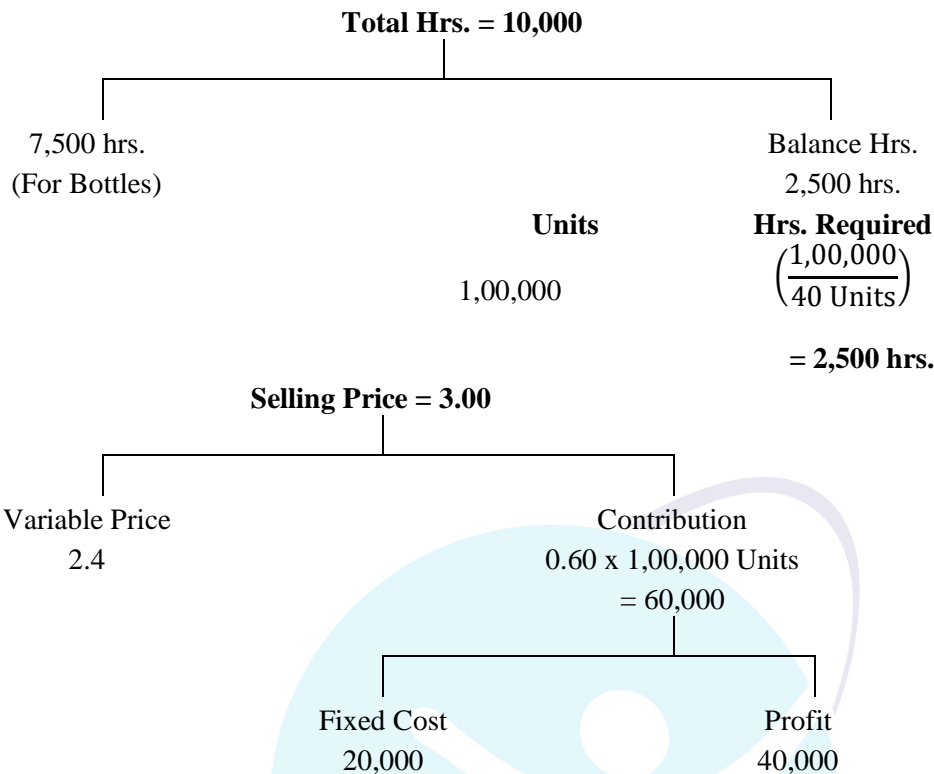 Total Hrs. = 10,000
7,500 hrs. Balance Hrs.
(For Bottles) 2,500 hrs.
Units Hrs. Required
1,00,000 (1,00,000/40 Units)
= 2,500 hrs.
Selling Price = 3.00
Variable Price Contribution
2.4 0.60 x 1,00,000 Units
= 60,000
Fixed Cost Profit
20,000 40,000